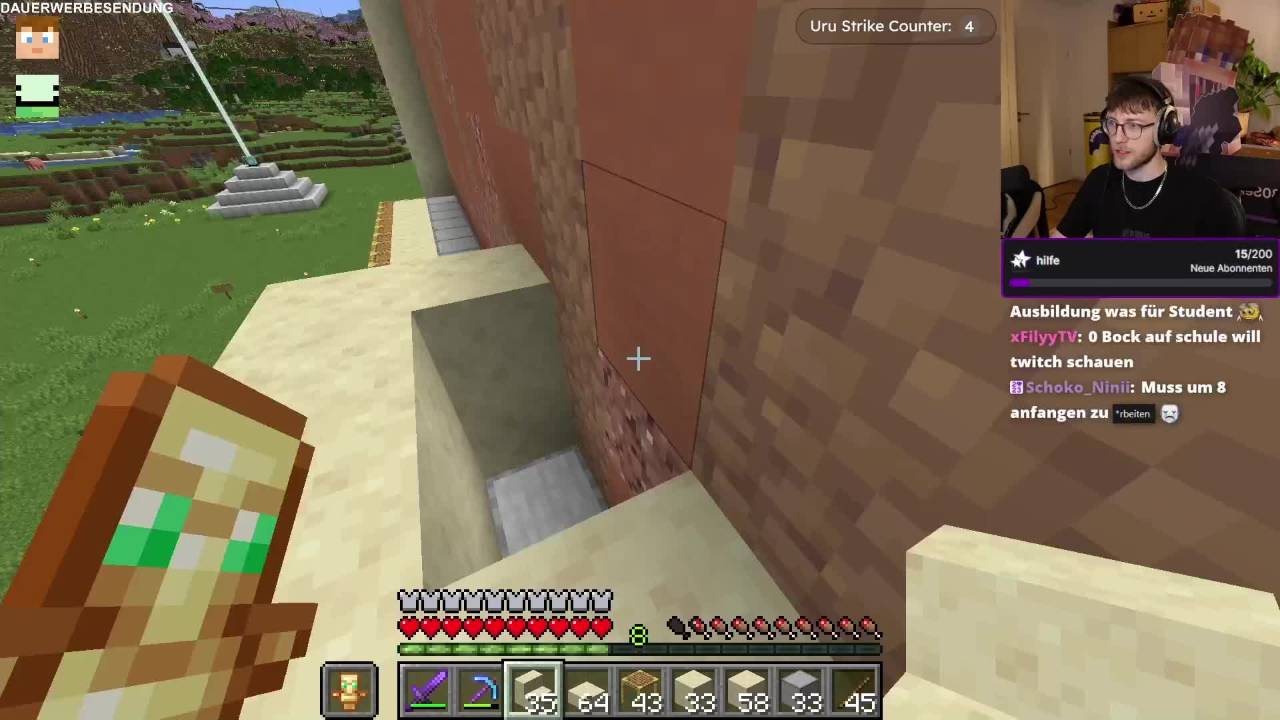 DAUERWERBESENDUNG
Uru Strike Counter: 4
hilfe
15/200
Neue Abonnenten
Ausbildung was für Student
xFilyyTV: 0 Bock auf schule will
twitch schauen
Schoko_Ninii: Muss um 8
anfangen zu *rbeiten
8
35 64 43 33 58 33 45